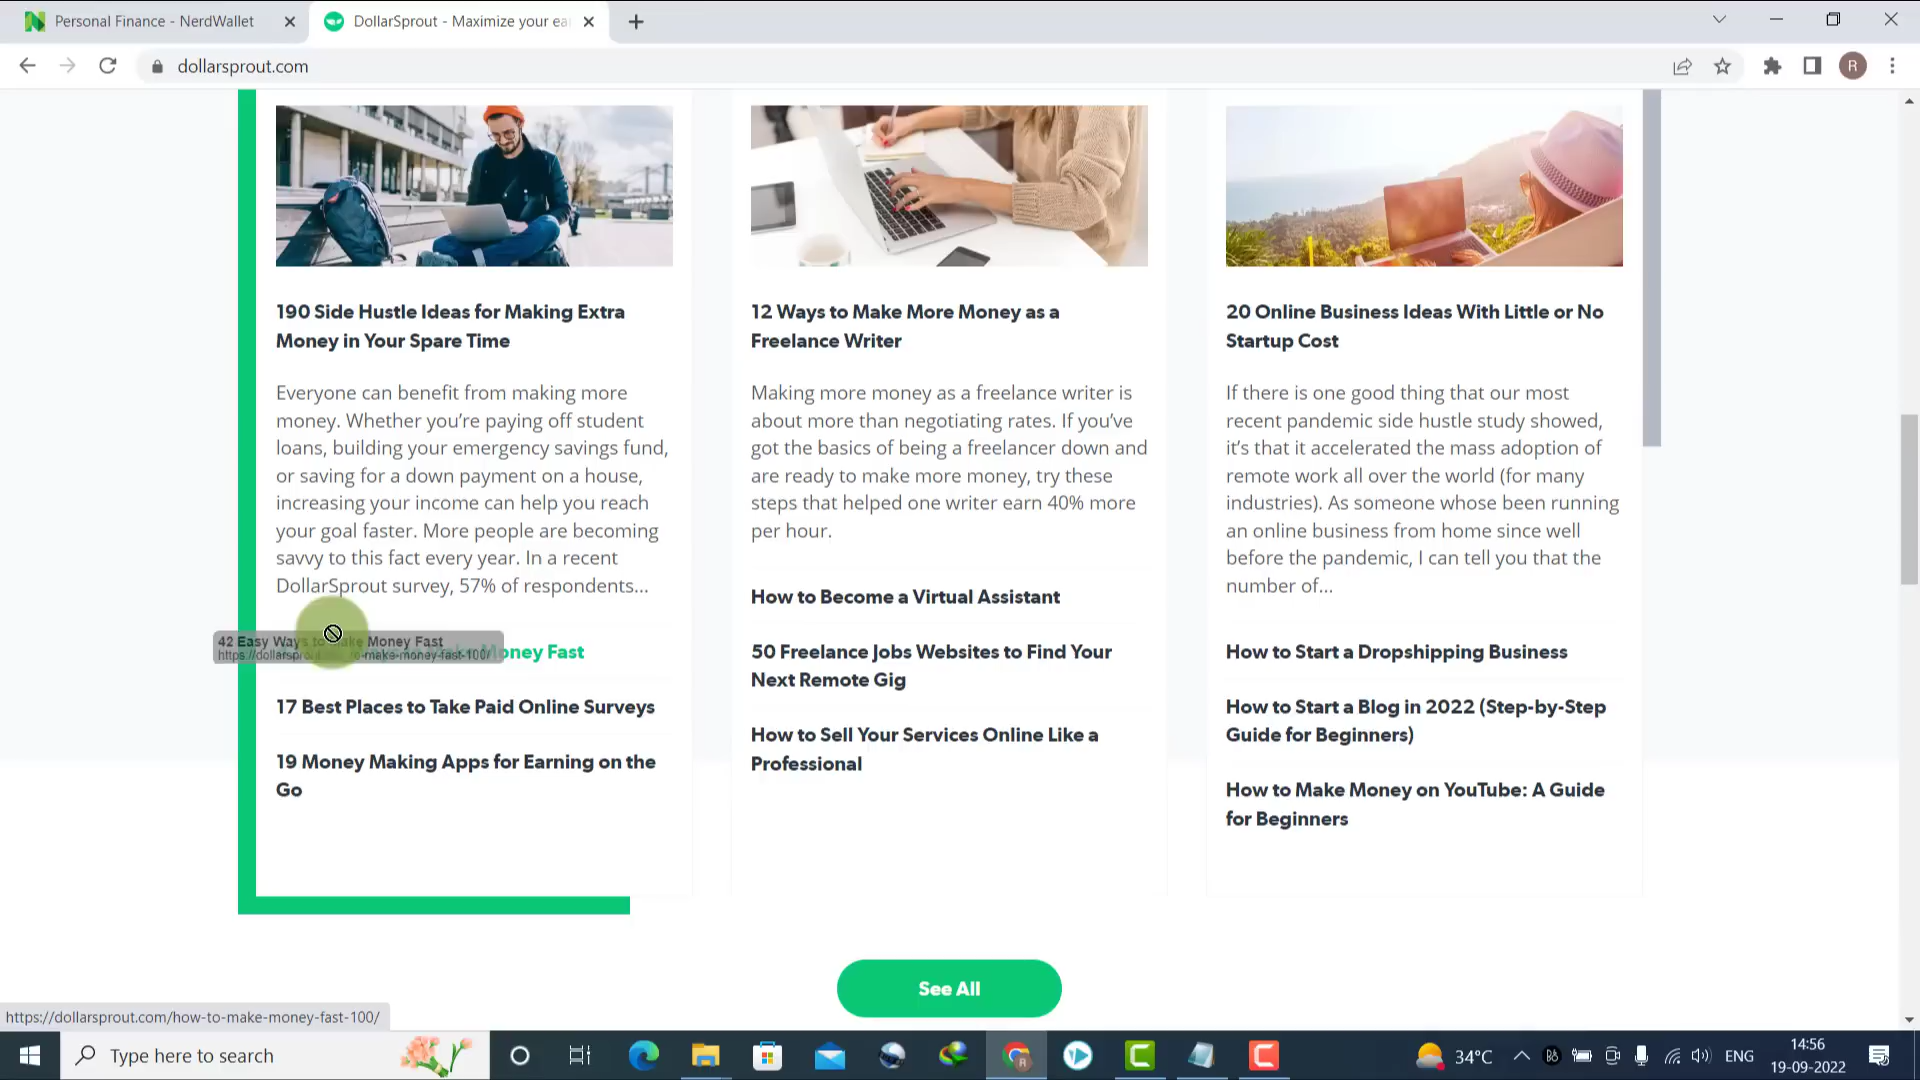 Personal Finance - NerdWallet
DollarSprout - Maximize your ea
dollarsprout.com
R
190 Side Hustle Ideas for Making Extra
Money in Your Spare Time
Everyone can benefit from making more
money. Whether you’re paying off student
loans, building your emergency savings fund,
or saving for a down payment on a house,
increasing your income can help you reach
your goal faster. More people are becoming
savvy to this fact every year. In a recent
DollarSprout survey, 57% of respondents...
42 Easy Ways to Make Money Fast
https://dollarsprout... to-make-money-fast-100/
Money Fast
17 Best Places to Take Paid Online Surveys
19 Money Making Apps for Earning on the
Go
12 Ways to Make More Money as a
Freelance Writer
Making more money as a freelance writer is
about more than negotiating rates. If you’ve
got the basics of being a freelancer down and
are ready to make more money, try these
steps that helped one writer earn 40% more
per hour.
How to Become a Virtual Assistant
50 Freelance Jobs Websites to Find Your
Next Remote Gig
How to Sell Your Services Online Like a
Professional
20 Online Business Ideas With Little or No
Startup Cost
If there is one good thing that our most
recent pandemic side hustle study showed,
it’s that it accelerated the mass adoption of
remote work all over the world (for many
industries). As someone whose been running
an online business from home since well
before the pandemic, I can tell you that the
number of...
How to Start a Dropshipping Business
How to Start a Blog in 2022 (Step-by-Step
Guide for Beginners)
How to Make Money on YouTube: A Guide
for Beginners
See All
https://dollarsprout.com/how-to-make-money-fast-100/
Type here to search
34°C
ENG
14:56
19-09-2022